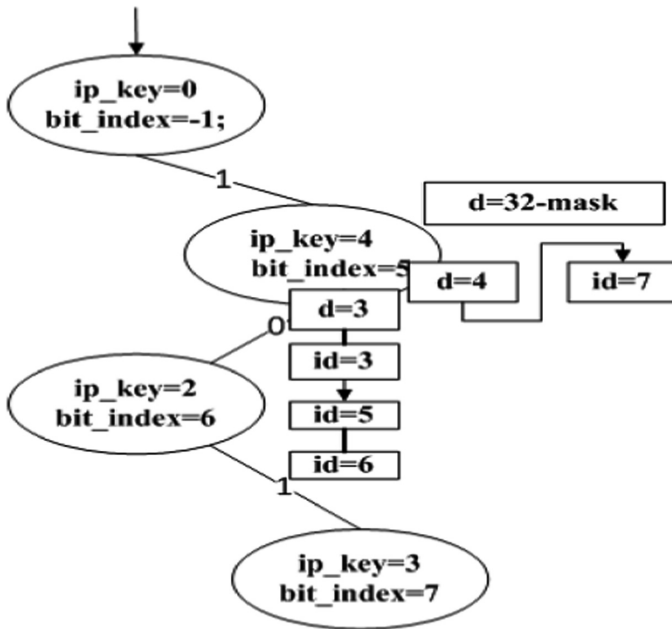 ip_key=0
bit_index=-1;
1
d=32-mask
ip_key=4
bit_index=5
d=4
id=7
d=3
0
id=3
ip_key=2
bit_index=6
id=5
id=6
1
ip_key=3
bit_index=7